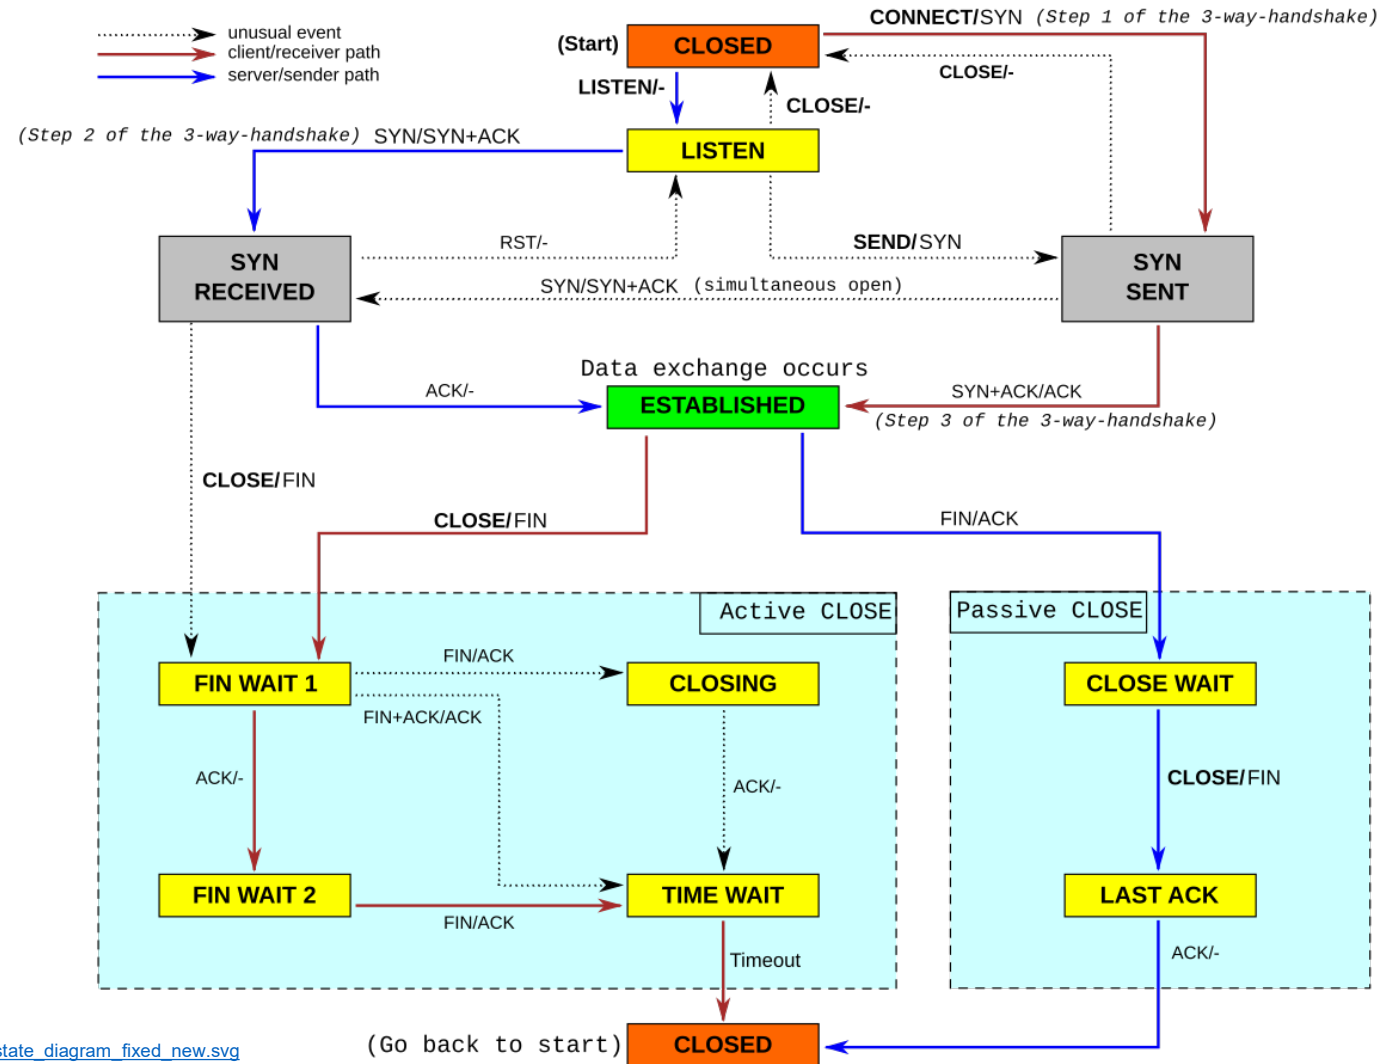 CONNECT/SYN (Step 1 of the 3-way-handshake)
unusual event
client/receiver path
server/sender path
(Start)
CLOSED
CLOSE/-
LISTEN/-
CLOSE/-
(Step 2 of the 3-way-handshake) SYN/SYN+ACK
LISTEN
RST/-
SEND/SYN
SYN
RECEIVED
SYN
SENT
SYN/SYN+ACK (simultaneous open)
Data exchange occurs
ACK/-
ESTABLISHED
SYN+ACK/ACK
(Step 3 of the 3-way-handshake)
CLOSE/FIN
CLOSE/FIN
FIN/ACK
Active CLOSE
Passive CLOSE
FIN WAIT 1
FIN/ACK
CLOSING
CLOSE WAIT
FIN+ACK/ACK
ACK/-
ACK/-
CLOSE/FIN
FIN WAIT 2
FIN/ACK
TIME WAIT
LAST ACK
Timeout
ACK/-
(Go back to start)
CLOSED
state_diagram_fixed_new.svg